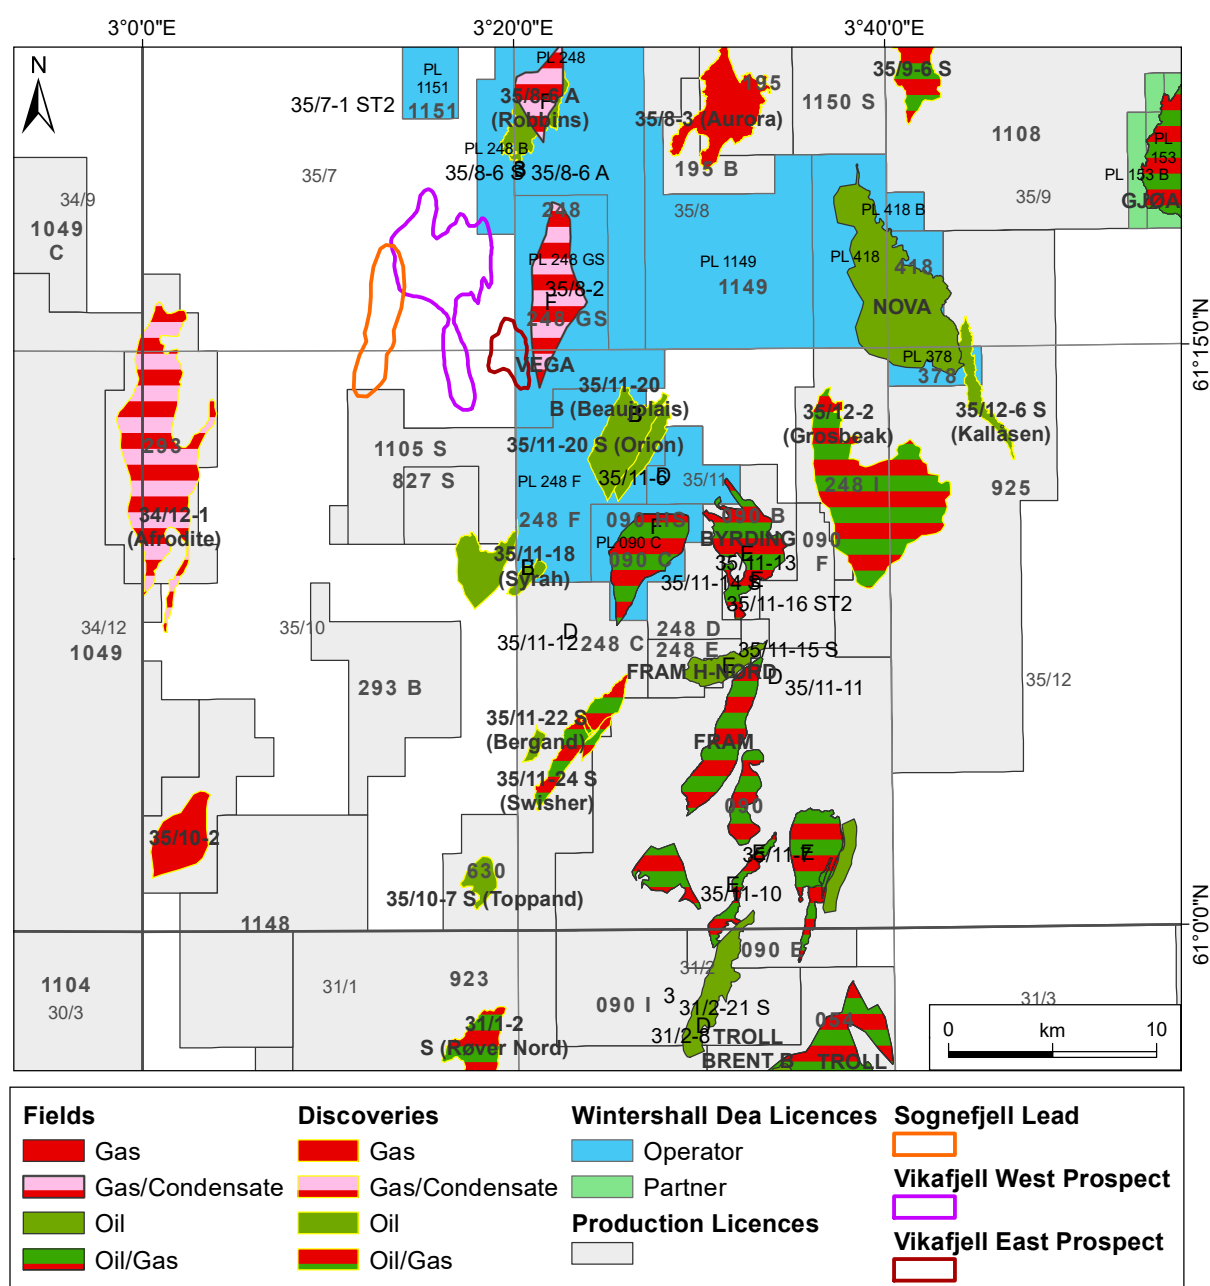 3°0'0"E
3°20'0"E
3°40'0"E
N
PL
1151
1151
35/7-1 ST2
PL 248
35/8-6 A
(Robbins)
F
PL 248 B
35/8-6 S
35/8-6 A
195
35/8-3 (Aurora)
195 B
1150 S
35/9-6 S
1108
PL
153
PL 153 B
GJØA
35/7
34/9
1049
C
35/8
35/9
248
PL 248 GS
35/8-2
F
248 GS
VEGA
PL 1149
1149
PL 418 B
PL 418
418
NOVA
PL 378
378
61°15'0"N
35/11-20
B (Beaujolais)
B
35/11-20 S (Orion)
35/11-6
D
35/11
PL 248 F
248 F
35/12-2
(Grosbeak)
248 I
35/12-6 S
(Kallåsen)
925
1105 S
827 S
293
34/12-1
(Afrodite)
090 HS
F
PL 090 C
090 C
090 B
BYRDING
E
35/11-13
090
F
35/11-18
(Syrah)
B
35/11-14 S
35/11-16 ST2
34/12
1049
35/10
D
35/11-12
248 C
248 D
248 E
35/11-15 S
FRAM H-NORD
E
D
35/11-11
35/12
293 B
35/11-22 S
(Bergand)
FRAM
35/11-24 S
(Swisher)
090
35/10-2
35/11-7
E
E
630
35/10-7 S (Toppand)
E
35/11-10
1148
61°0'0"N
090 E
31/2
1104
30/3
31/1
923
090 I
3
31/2-21 S
D
31/2-8
TROLL
BRENT B
054
TROLL
31/3
31/1-2
S (Røver Nord)
0
km
10
Fields
Gas
Gas/Condensate
Oil
Oil/Gas
Discoveries
Gas
Gas/Condensate
Oil
Oil/Gas
Wintershall Dea Licences
Operator
Partner
Production Licences
Sognefjell Lead
Vikafjell West Prospect
Vikafjell East Prospect